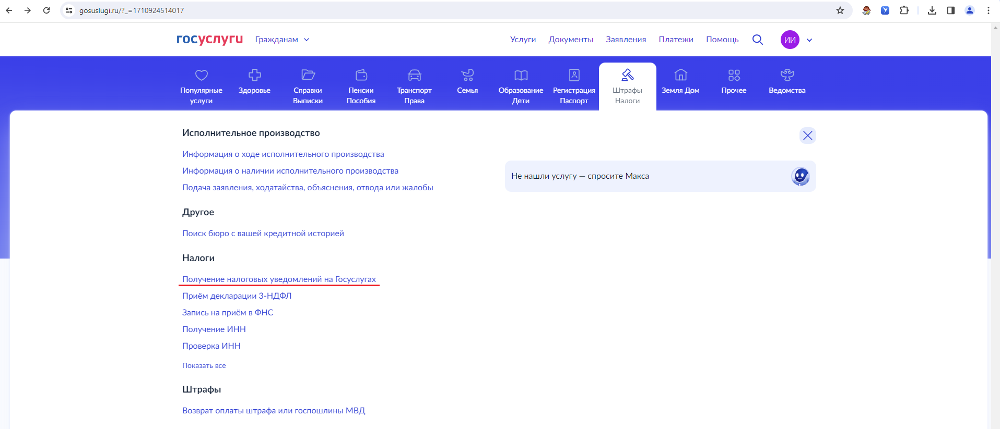 gosuslugi.ru/?_=1710924514017
госуслуги Гражданам Услуги Документы Заявления Платежи Помощь ИИ
Популярные услуги
Здоровье
Справки Выписки
Пенсии Пособия
Транспорт Права
Семья
Образование Дети
Регистрация Паспорт
Штрафы Налоги
Земля Дом
Прочее
Ведомства
Исполнительное производство
Информация о ходе исполнительного производства
Информация о наличии исполнительного производства
Подача заявления, ходатайства, объяснения, отвода или жалобы
Не нашли услугу — спросите Макса
Другое
Поиск бюро с вашей кредитной историей
Налоги
Получение налоговых уведомлений на Госуслугах
Приём декларации 3-НДФЛ
Запись на приём в ФНС
Получение ИНН
Проверка ИНН
Показать все
Штрафы
Возврат оплаты штрафа или госпошлины МВД